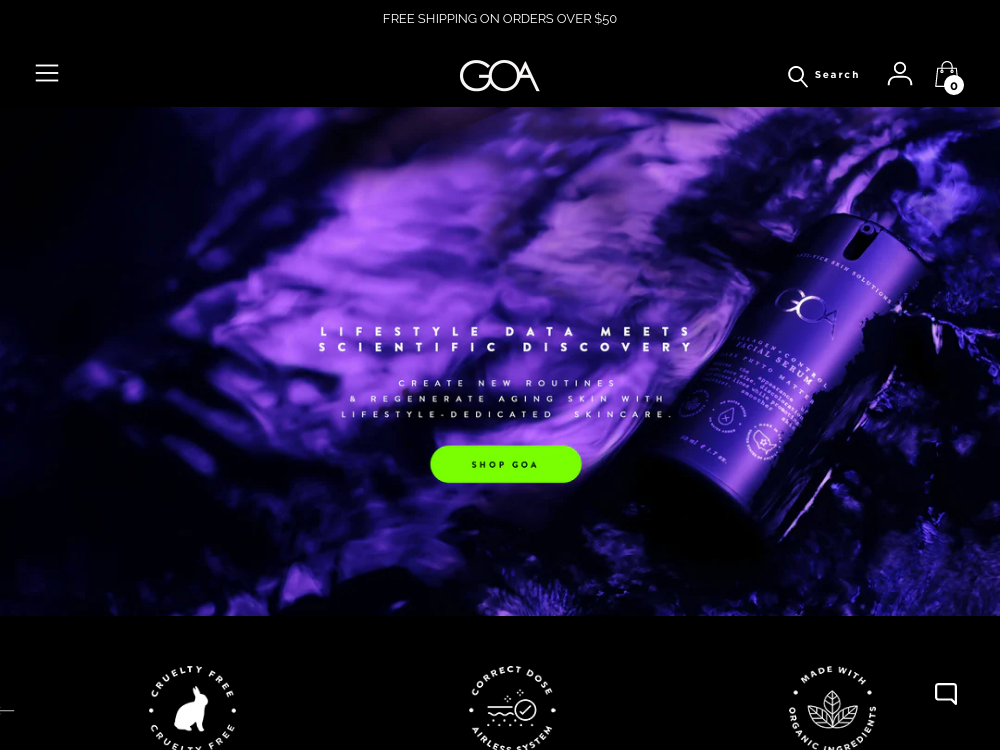 FREE SHIPPING ON ORDERS OVER $50
GOA
Search
0
LIFESTYLE DATA MEETS
SCIENTIFIC DISCOVERY
CREATE NEW ROUTINES
& REGENERATE AGING SKIN WITH
LIFESTYLE-DEDICATED SKINCARE.
SHOP GOA
SKIN SOLUTIONS
GOA
FACIAL SERUM
CRUELTY FREE
CRUELTY FREE
CORRECT DOSE
AIRLESS SYSTEM
MADE WITH
ORGANIC INGREDIENTS